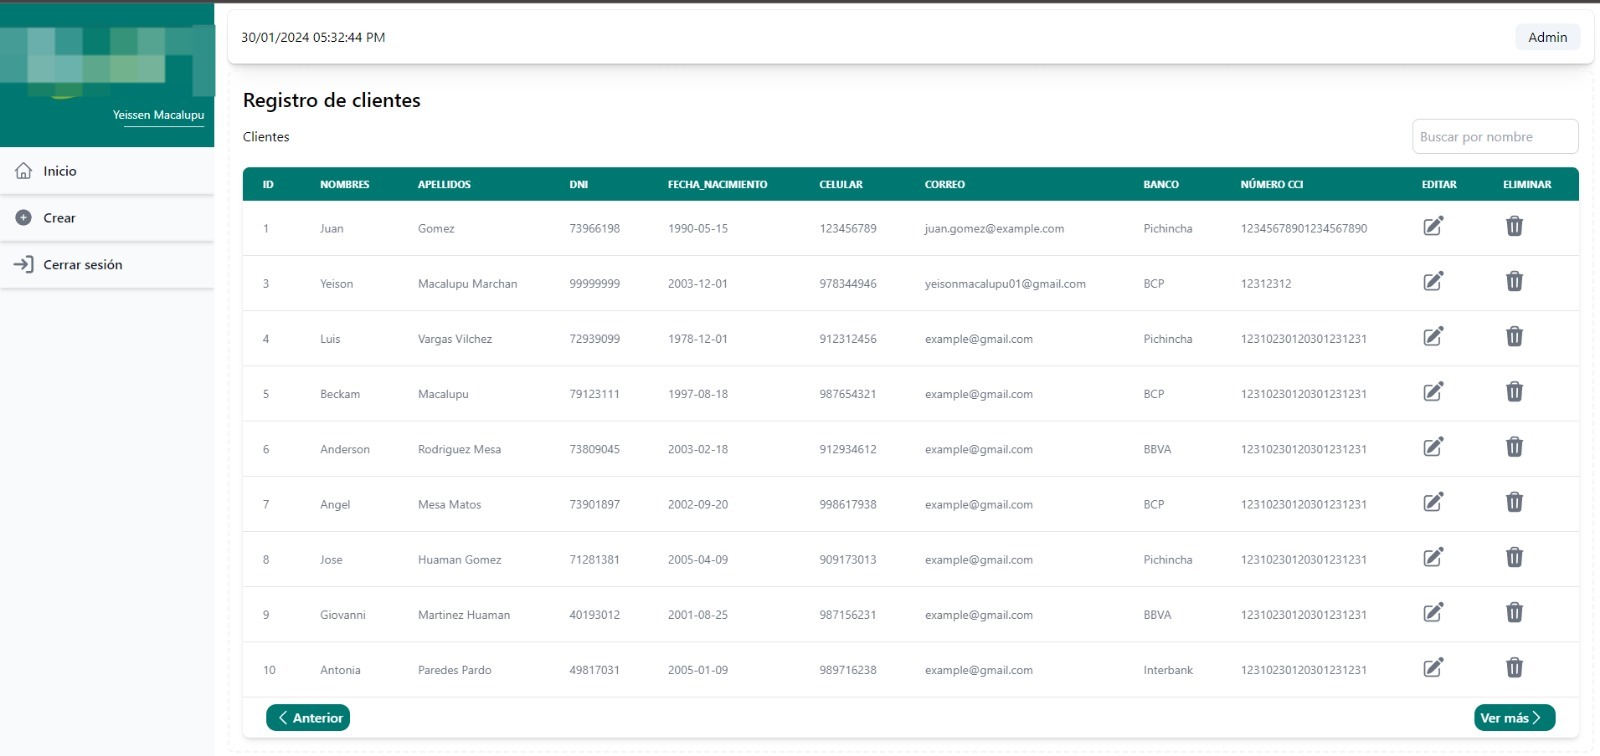 30/01/2024 05:32:44 PM
Admin
Yeissen Macalupu
Inicio
Crear
Cerrar sesión
Registro de clientes
Clientes
Buscar por nombre
ID NOMBRES APELLIDOS DNI FECHA_NACIMIENTO CELULAR CORREO BANCO NÚMERO CCI EDITAR ELIMINAR
1 Juan Gomez 73966198 1990-05-15 123456789 juan.gomez@example.com Pichincha 12345678901234567890
3 Yeison Macalupu Marchan 99999999 2003-12-01 978344946 yeisonmacalupu01@gmail.com BCP 12312312
4 Luis Vargas Vilchez 72939099 1978-12-01 912312456 example@gmail.com Pichincha 12310230120301231231
5 Beckam Macalupu 79123111 1997-08-18 987654321 example@gmail.com BCP 12310230120301231231
6 Anderson Rodriguez Mesa 73809045 2003-02-18 912934612 example@gmail.com BBVA 12310230120301231231
7 Angel Mesa Matos 73901897 2002-09-20 998617938 example@gmail.com BCP 12310230120301231231
8 Jose Huaman Gomez 71281381 2005-04-09 909173013 example@gmail.com Pichincha 12310230120301231231
9 Giovanni Martinez Huaman 40193012 2001-08-25 987156231 example@gmail.com BBVA 12310230120301231231
10 Antonia Paredes Pardo 49817031 2005-01-09 989716238 example@gmail.com Interbank 12310230120301231231
Anterior
Ver más